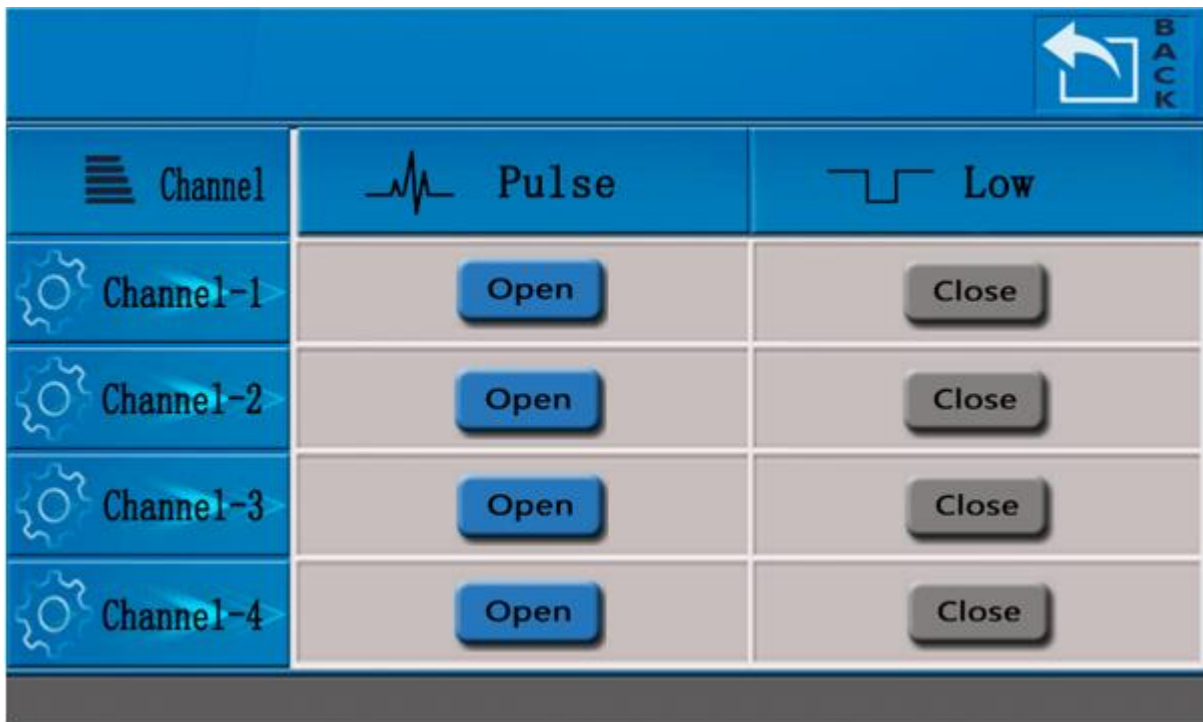 BACK
Channel Pulse Low
Channel-1 Open Close
Channel-2 Open Close
Channel-3 Open Close
Channel-4 Open Close